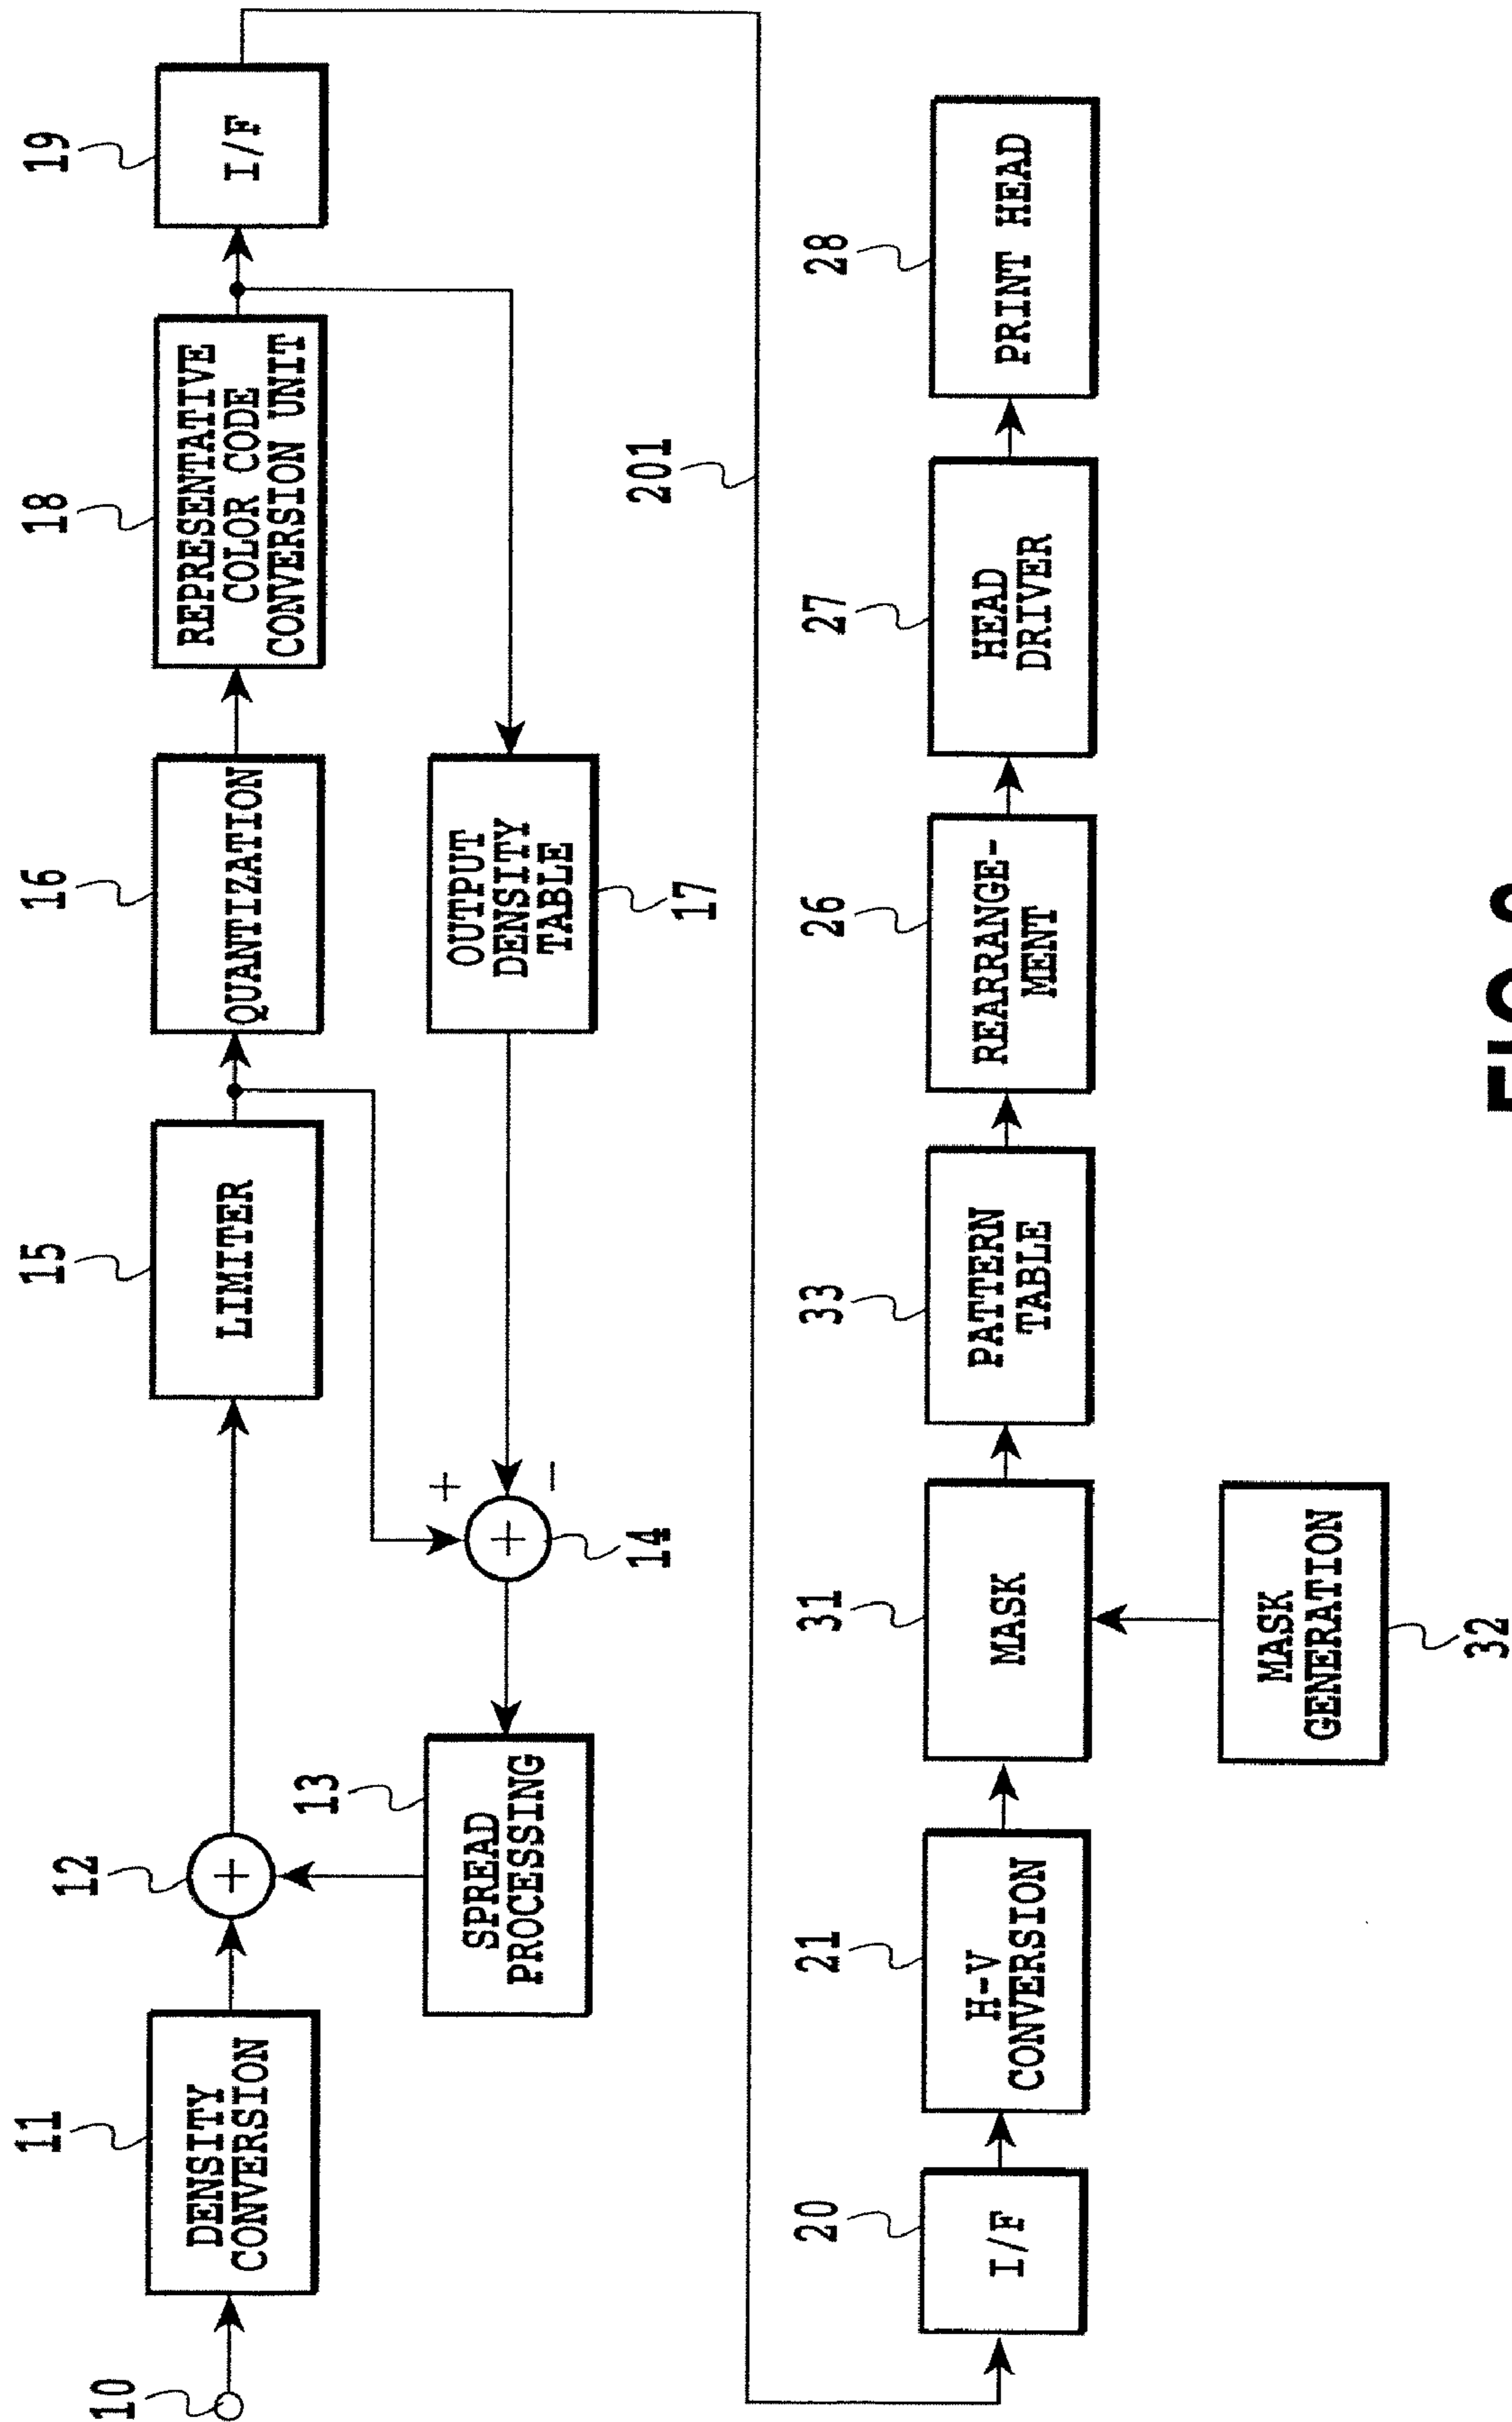 10
11
DENSITY
CONVERSION
12
+
13
SPREAD
PROCESSING
14
+
+
−
15
LIMITER
16
QUANTIZATION
17
OUTPUT
DENSITY
TABLE
18
REPRESENTATIVE
COLOR CODE
CONVERSION UNIT
19
I/F
201
20
I/F
21
H-V
CONVERSION
31
MASK
32
MASK
GENERATION
33
PATTERN
TABLE
26
REARRANGE-
MENT
27
HEAD
DRIVER
28
PRINT HEAD